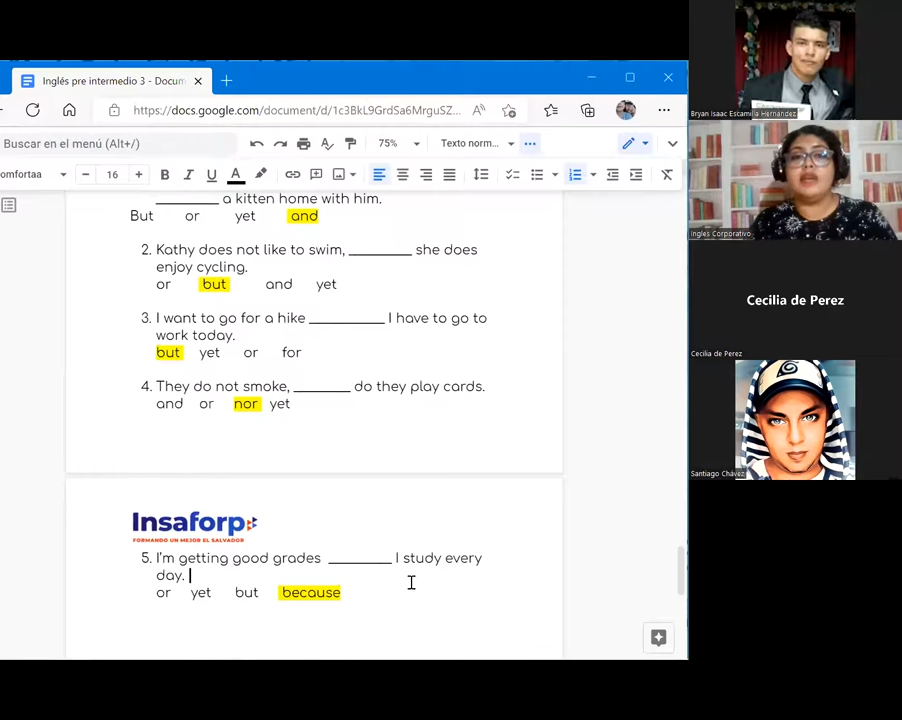 Inglés pre intermedio 3 - Docum
https://docs.google.com/document/d/1c3BkL9GrdSa6MrguSZ...
Buscar en el menú (Alt+/)
75%
Texto norm...
omfortaa
16
B I U A
________ a kitten home with him.
But or yet and
2. Kathy does not like to swim, ________ she does
enjoy cycling.
or but and yet
3. I want to go for a hike __________ I have to go to
work today.
but yet or for
4. They do not smoke, ________ do they play cards.
and or nor yet
Insaforp
FORMANDO UN MEJOR EL SALVADOR
5. I'm getting good grades ________ I study every
day.
or yet but because
Bryan Isaac Escamilla Hernandez
Ingles Corporativo
Cecilia de Perez
Cecilia de Perez
Santiago Chávez